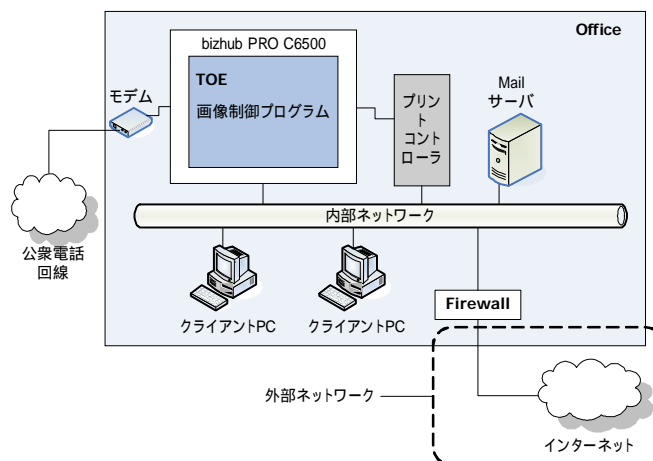 Office
bizhub PRO C6500
TOE
画像制御プログラム
モデム
プリン
ト
コント
ローラ
Mail
サーバ
内部ネットワーク
公衆電話
回線
クライアントPC
クライアントPC
Firewall
外部ネットワーク
インターネット